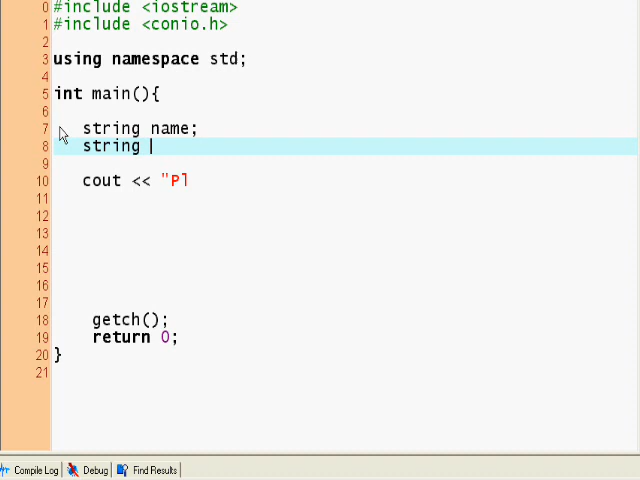 0 #include <iostream>
1 #include <conio.h>
2
3 using namespace std;
4
5 int main(){
6
7 string name;
8 string
9
10 cout << "Pl
11
12
13
14
15
16
17
18 getch();
19 return 0;
20 }
21
Compile Log Debug Find Results